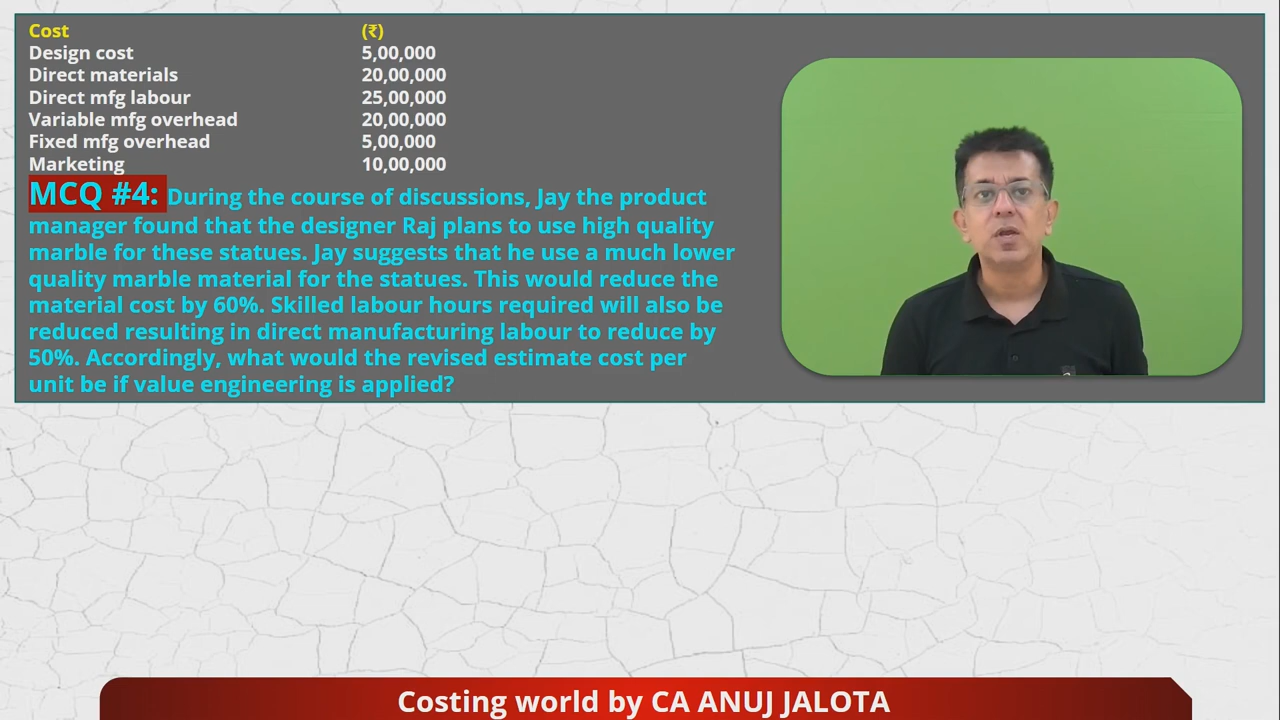 Cost (₹)
Design cost 5,00,000
Direct materials 20,00,000
Direct mfg labour 25,00,000
Variable mfg overhead 20,00,000
Fixed mfg overhead 5,00,000
Marketing 10,00,000
MCQ #4: During the course of discussions, Jay the product
manager found that the designer Raj plans to use high quality
marble for these statues. Jay suggests that he use a much lower
quality marble material for the statues. This would reduce the
material cost by 60%. Skilled labour hours required will also be
reduced resulting in direct manufacturing labour to reduce by
50%. Accordingly, what would the revised estimate cost per
unit be if value engineering is applied?
Costing world by CA ANUJ JALOTA